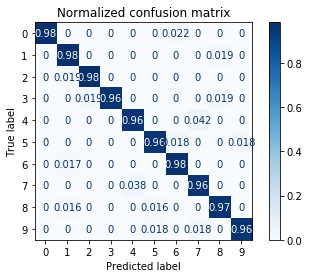 Normalized confusion matrix
True label
0 0.98 0 0 0 0 0 0.022 0 0 0
1 0 0.98 0 0 0 0 0 0 0.019 0
2 0 0.019 0.98 0 0 0 0 0 0 0
3 0 0 0.019 0.96 0 0 0 0 0.019 0
4 0 0 0 0 0.96 0 0 0.042 0 0
5 0 0 0 0 0 0.96 0.018 0 0 0.018
6 0 0.017 0 0 0 0 0.98 0 0 0
7 0 0 0 0 0.038 0 0 0.96 0 0
8 0 0.016 0 0 0 0.016 0 0 0.97 0
9 0 0 0 0 0 0.018 0 0.018 0 0.96
0 1 2 3 4 5 6 7 8 9
Predicted label
0.8
0.6
0.4
0.2
0.0